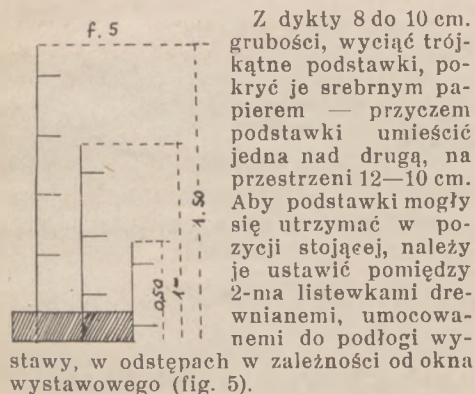 f. 5
1.50
1 m
0,50
Z dykty 8 do 10 cm.
grubości, wyciąć trój-
kątne podstawki, po-
kryć je srebrnym pa-
pierem — przyczem
podstawki umieścić
jedna nad drugą, na
przestrzeni 12—10 cm.
Aby podstawki mogły
się utrzymać w po-
zycji stojącej, należy
je ustawić pomiędzy
2-ma listewkami dre-
wnianemi, umocowa-
nemi do podłogi wy-
stawy, w odstępach w zależności od okna
wystawowego (fig. 5).